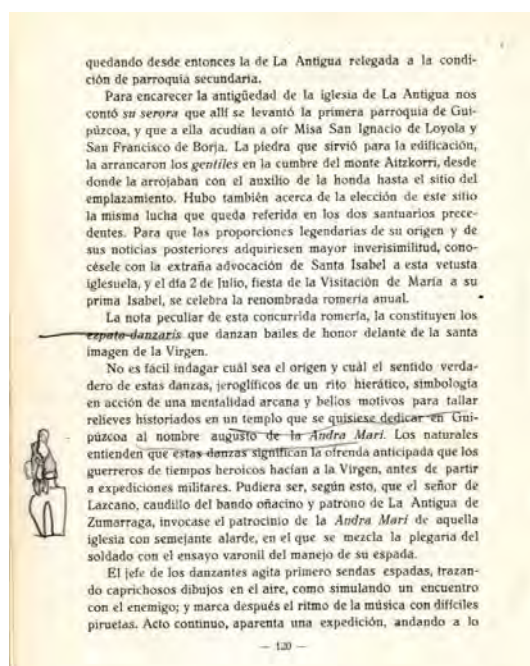 quedando desde entonces la de La Antigua relegada a la condi-
ción de parroquia secundaria.
Para encarecer la antigüedad de la iglesia de La Antigua nos
contó su serora que allí se levantó la primera parroquia de Gui-
púzcoa, y que a ella acudían a oír Misa San Ignacio de Loyola y
San Francisco de Borja. La piedra que sirvió para la edificación,
la arrancaron los gentiles en la cumbre del monte Aitzkorri, desde
donde la arrojaban con el auxilio de la honda hasta el sitio del
emplazamiento. Hubo también acerca de la elección de este sitio
la misma lucha que queda referida en los dos santuarios prece-
dentes. Para que las proporciones legendarias de su origen y de
sus noticias posteriores adquiriesen mayor inverisimilitud, cono-
césele con la extraña advocación de Santa Isabel a esta vetusta
iglesuela, y el día 2 de Julio, fiesta de la Visitación de María a su
prima Isabel, se celebra la renombrada romería anual.
La nota peculiar de esta concurrida romería, la constituyen los
ezpata-danzaris que danzan bailes de honor delante de la santa
imagen de la Virgen.
No es fácil indagar cuál sea el origen y cuál el sentido verda-
dero de estas danzas, jeroglíficos de un rito hierático, simbología
en acción de una mentalidad arcana y bellos motivos para tallar
relieves historiados en un templo que se quisiese dedicar en Gui-
púzcoa al nombre augusto de la Andra Mari. Los naturales
entienden que estas danzas significan la ofrenda anticipada que los
guerreros de tiempos heroicos hacían a la Virgen, antes de partir
a expediciones militares. Pudiera ser, según esto, que el señor de
Lazcano, caudillo del bando oñacino y patrono de La Antigua de
Zumarraga, invocase el patrocinio de la Andra Mari de aquella
iglesia con semejante alarde, en el que se mezcla la plegaria del
soldado con el ensayo varonil del manejo de su espada.
El jefe de los danzantes agita primero sendas espadas, trazan-
do caprichosos dibujos en el aire, como simulando un encuentro
con el enemigo; y marca después el ritmo de la música con difíciles
piruetas. Acto continuo, aparenta una expedición, andando a lo
— 120 —